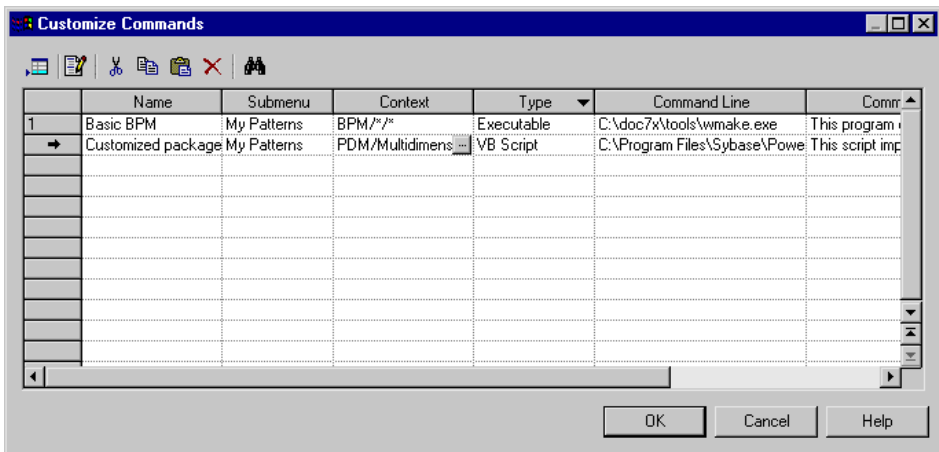 Customize Commands
Name Submenu Context Type Command Line Comm
1 Basic BPM My Patterns BPM/*/* Executable C:\doc7x\tools\wmake.exe This program
Customized package My Patterns PDM/Multidimens ... VB Script C:\Program Files\Sybase\Powe This script imp
OK Cancel Help